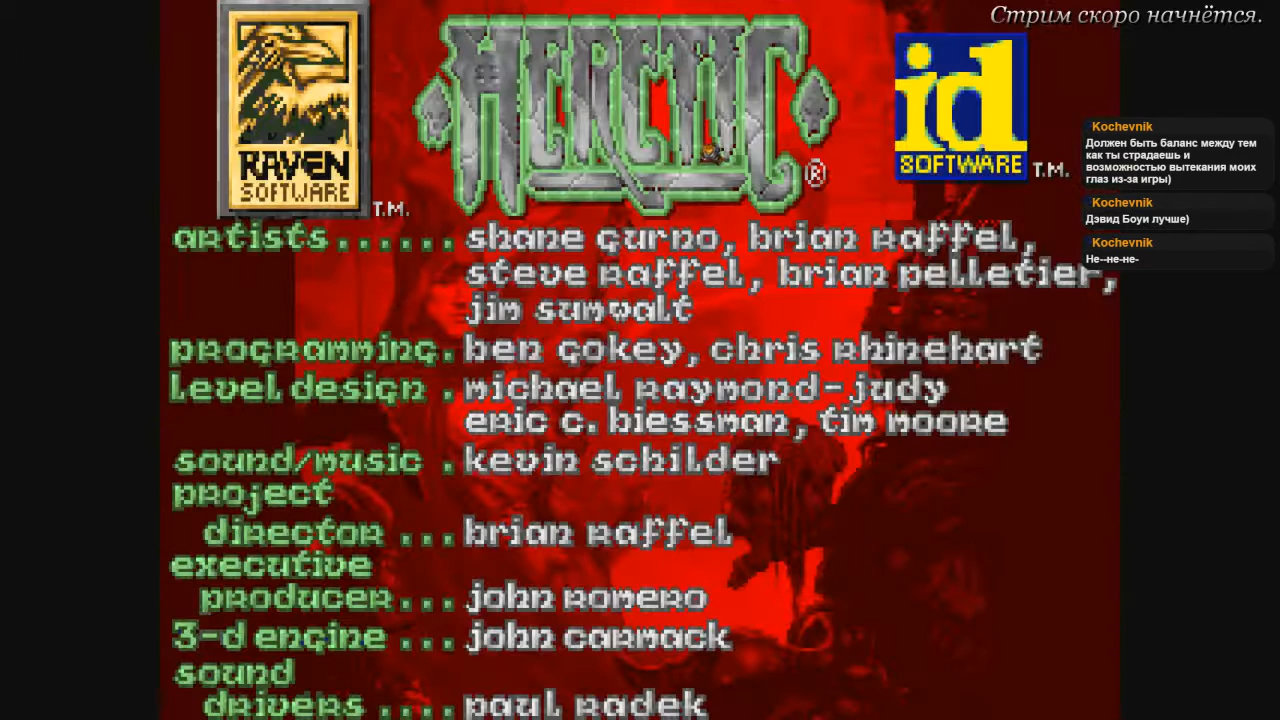 Стрим скоро начнётся.
RAVEN
SOFTWARE
T.M.
HERETIC
®
id
SOFTWARE
T.M.
artists......shane gurno, brian raffel,
steve raffel, brian pelletier,
jim sumwalt
programming.ben gokey, chris rhinehart
level design .michael raymond-judy
eric c. biessman, tim moore
sound/music .kevin schilder
project
director ...brian raffel
executive
producer...john romero
3-d engine ...john carmack
sound
drivers ....paul radek
Kochevnik
Должен быть баланс между тем
как ты страдаешь и
возможностью вытекания моих
глаз из-за игры)
Kochevnik
Дэвид Боуи лучше)
Kochevnik
Не--не-не-